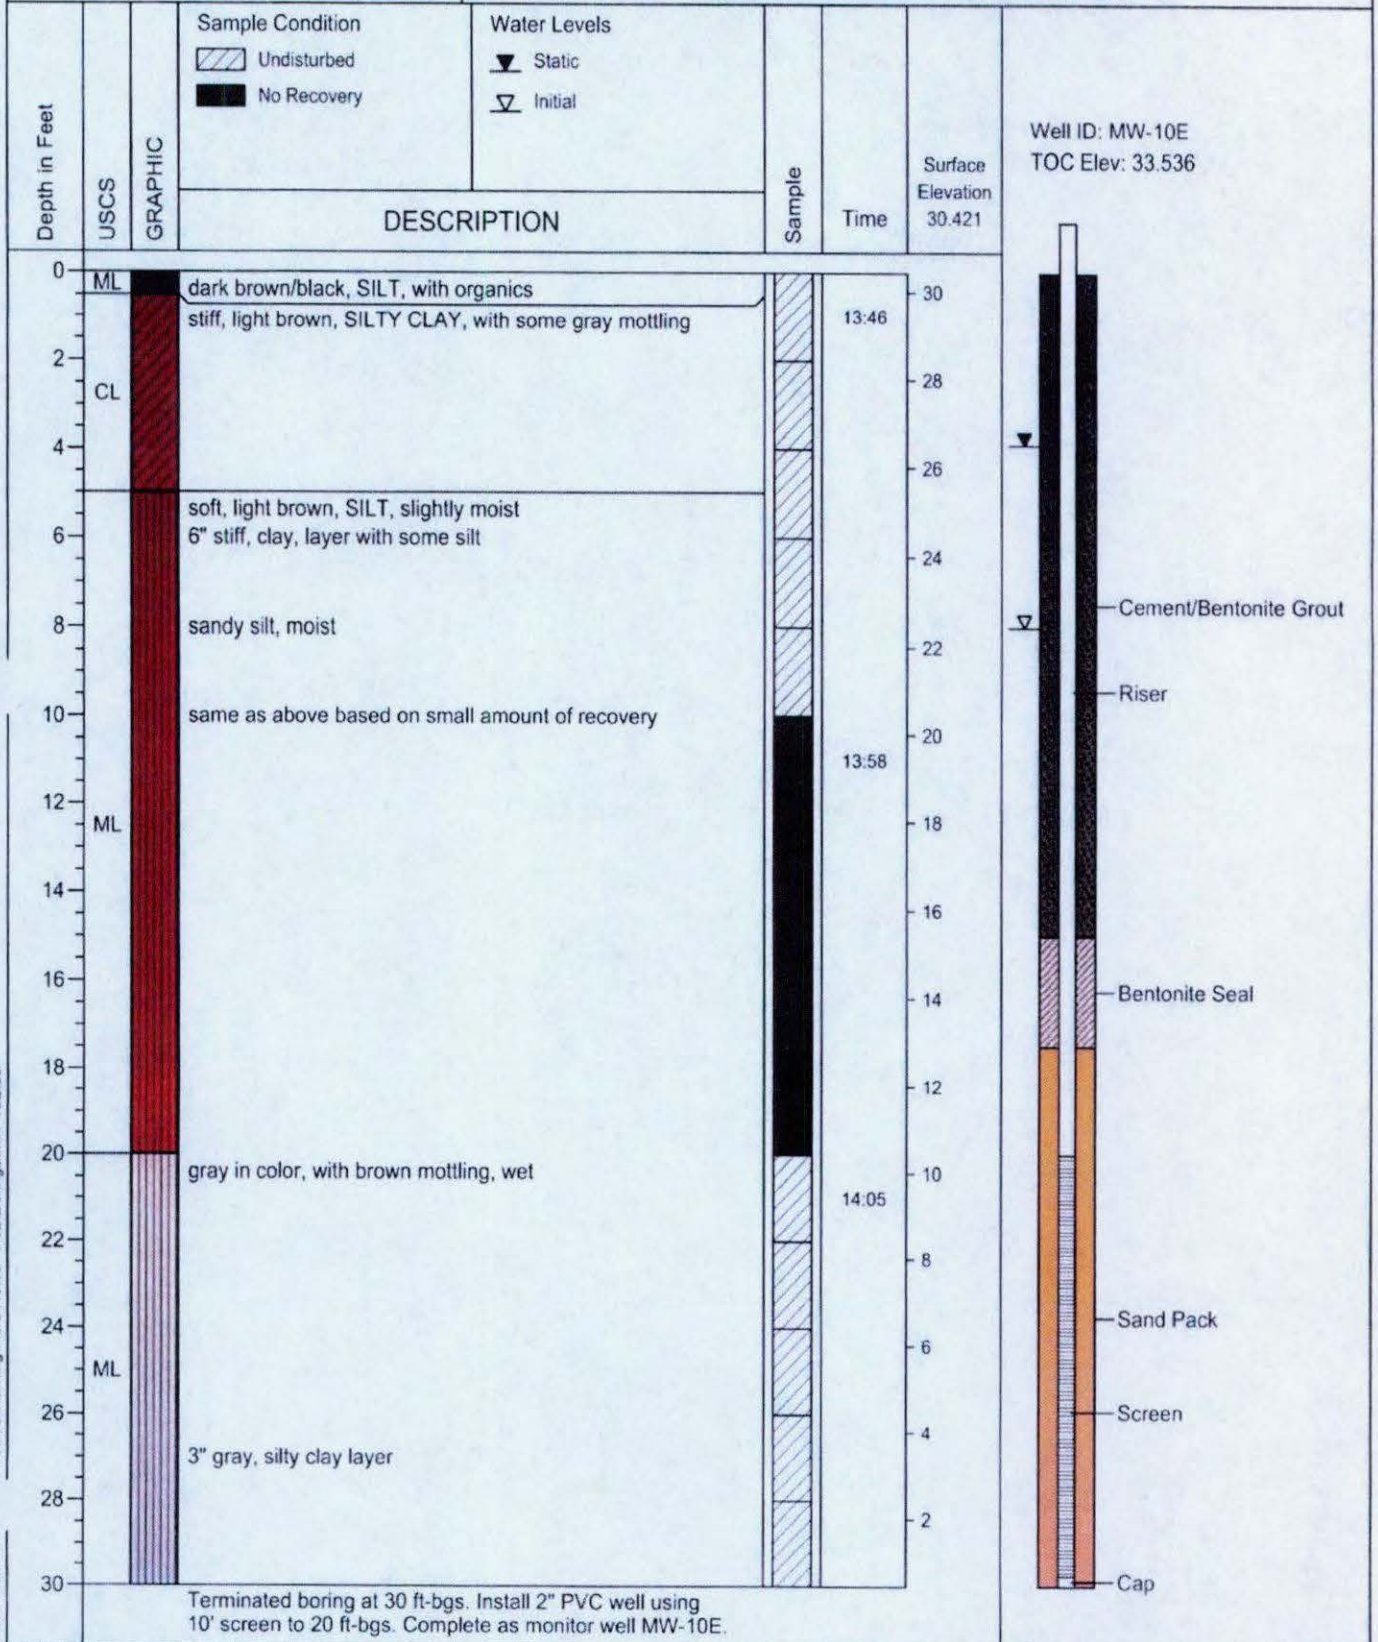 Sample Condition
Undisturbed
No Recovery
Water Levels
Static
Initial
Depth in Feet
USCS
GRAPHIC
DESCRIPTION
Sample
Time
Surface
Elevation
30.421
Well ID: MW-10E
TOC Elev: 33.536
0
ML
dark brown/black, SILT, with organics
30
stiff, light brown, SILTY CLAY, with some gray mottling
13:46
2
28
CL
4
26
soft, light brown, SILT, slightly moist
6
6" stiff, clay, layer with some silt
24
Cement/Bentonite Grout
8
sandy silt, moist
22
Riser
10
same as above based on small amount of recovery
20
13:58
12
ML
18
14
16
16
14
Bentonite Seal
18
12
20
gray in color, with brown mottling, wet
10
14:05
22
8
24
Sand Pack
6
ML
26
Screen
4
3" gray, silty clay layer
28
2
30
Cap
Terminated boring at 30 ft-bgs. Install 2" PVC well using
10' screen to 20 ft-bgs. Complete as monitor well MW-10E.